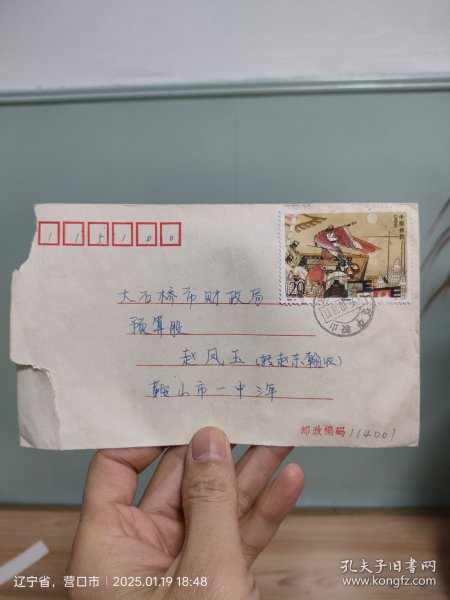 115100
中国邮政
20
大石桥市财政局
预算股
赵凤玉(转赵东翰收)
鞍山市一中三年
邮政编码 114001
辽宁省，营口市 | 2025.01.19 18:48
孔夫子旧书网
www.kongfz.com